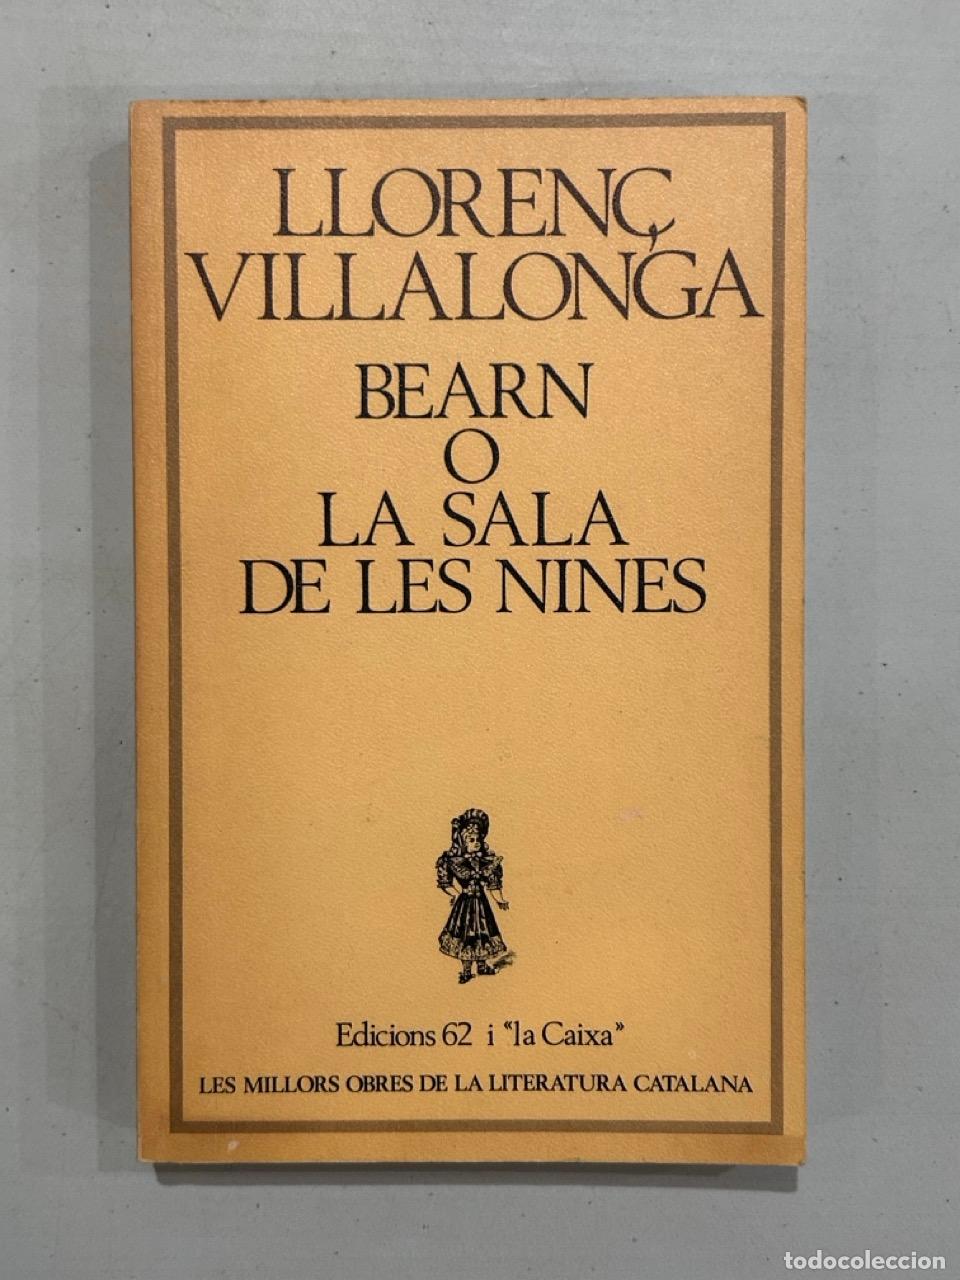 LLORENÇ
VILLALONGA
BEARN
O
LA SALA
DE LES NINES
Edicions 62 i "la Caixa"
LES MILLORS OBRES DE LA LITERATURA CATALANA
todocoleccion